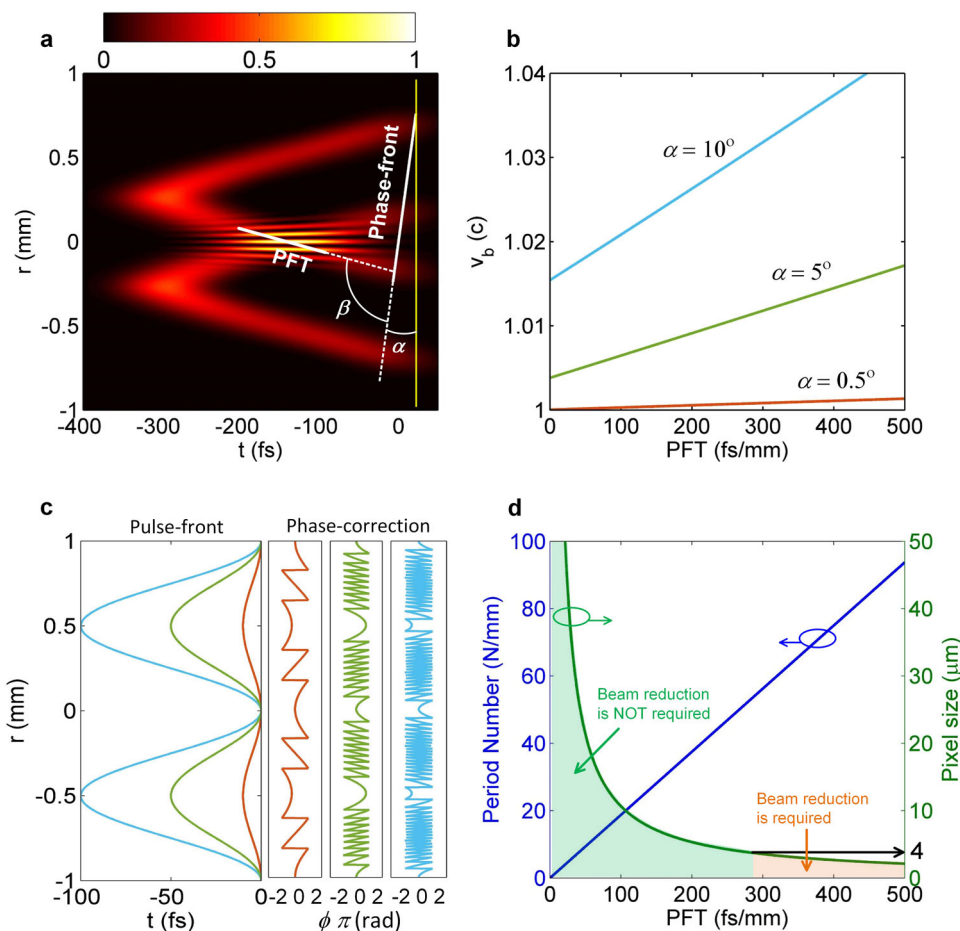 a
0
0.5
1
1
0.5
0
-0.5
-1
r (mm)
-400
-300
-200
-100
0
t (fs)
Phase-front
PFT
β
α
b
1.04
1.03
1.02
1.01
1
v_b (c)
α = 10°
α = 5°
α = 0.5°
0
100
200
300
400
500
PFT (fs/mm)
c
Pulse-front
Phase-correction
1
0.5
0
-0.5
-1
r (mm)
-100
-50
-0
t (fs)
-2 0 2
-2 0 2
-2 0 2
ϕ π (rad)
d
100
80
60
40
20
0
Period Number (N/mm)
50
40
30
20
10
4
0
Pixel size (μm)
Beam reduction
is NOT required
Beam reduction
is required
0
100
200
300
400
500
PFT (fs/mm)